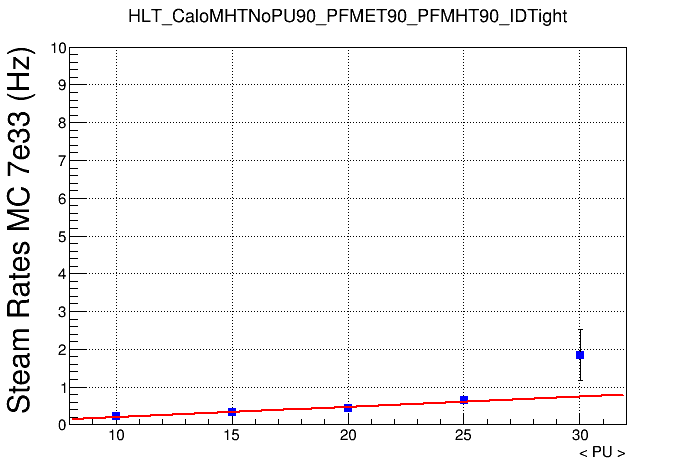 HLT_CaloMHTNoPU90_PFMET90_PFMHT90_IDTight
Steam Rates MC 7e33 (Hz)
10
9
8
7
6
5
4
3
2
1
0
10 15 20 25 30
< PU >